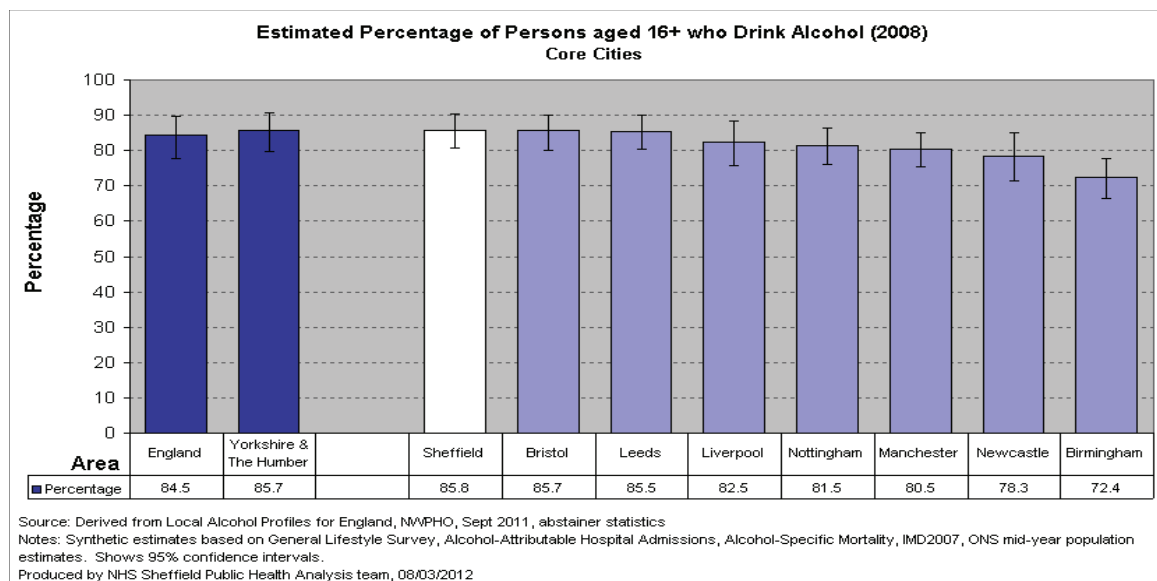 Estimated Percentage of Persons aged 16+ who Drink Alcohol (2008)
Core Cities
Percentage
100
90
80
70
60
50
40
30
20
10
0
Area England Yorkshire & The Humber Sheffield Bristol Leeds Liverpool Nottingham Manchester Newcastle Birmingham
Percentage 84.5 85.7 85.8 85.7 85.5 82.5 81.5 80.5 78.3 72.4
Source: Derived from Local Alcohol Profiles for England, NWPHO, Sept 2011, abstainer statistics
Notes: Synthetic estimates based on General Lifestyle Survey, Alcohol-Attributable Hospital Admissions, Alcohol-Specific Mortality, IMD2007, ONS mid-year population
estimates. Shows 95% confidence intervals.
Produced by NHS Sheffield Public Health Analysis team, 08/03/2012